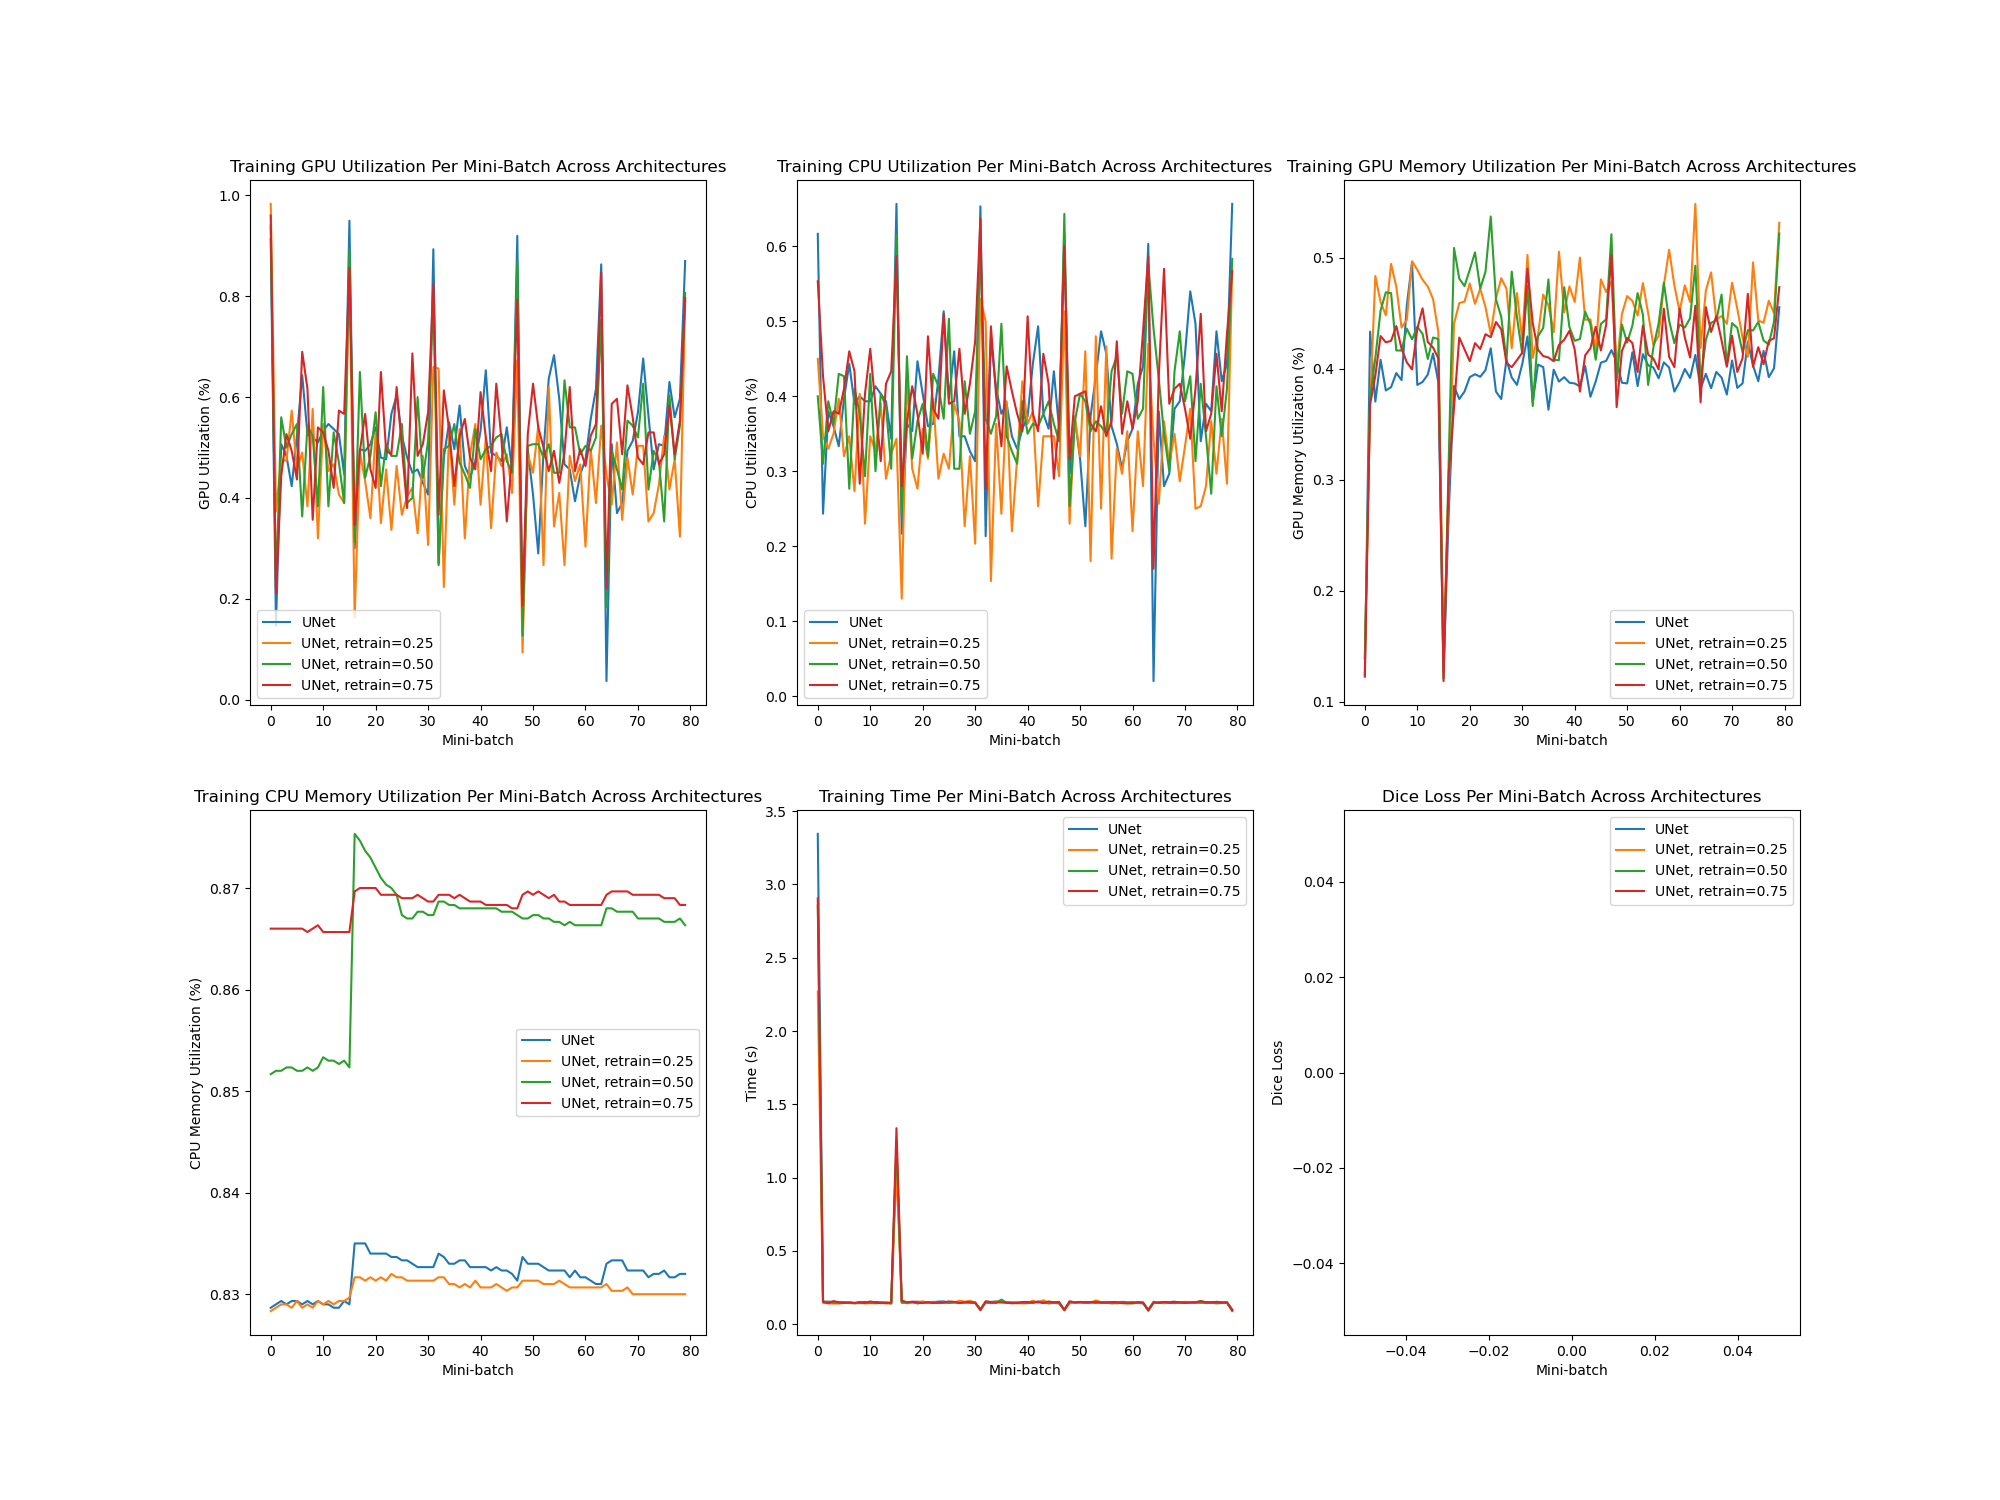 Training GPU Utilization Per Mini-Batch Across Architectures
GPU Utilization (%)
1.0
0.8
0.6
0.4
0.2
0.0
0 10 20 30 40 50 60 70 80
Mini-batch
UNet
UNet, retrain=0.25
UNet, retrain=0.50
UNet, retrain=0.75
Training CPU Utilization Per Mini-Batch Across Architectures
CPU Utilization (%)
0.6
0.5
0.4
0.3
0.2
0.1
0.0
0 10 20 30 40 50 60 70 80
Mini-batch
UNet
UNet, retrain=0.25
UNet, retrain=0.50
UNet, retrain=0.75
Training GPU Memory Utilization Per Mini-Batch Across Architectures
GPU Memory Utilization (%)
0.5
0.4
0.3
0.2
0.1
0 10 20 30 40 50 60 70 80
Mini-batch
UNet
UNet, retrain=0.25
UNet, retrain=0.50
UNet, retrain=0.75
Training CPU Memory Utilization Per Mini-Batch Across Architectures
CPU Memory Utilization (%)
0.87
0.86
0.85
0.84
0.83
0 10 20 30 40 50 60 70 80
Mini-batch
UNet
UNet, retrain=0.25
UNet, retrain=0.50
UNet, retrain=0.75
Training Time Per Mini-Batch Across Architectures
Time (s)
3.5
3.0
2.5
2.0
1.5
1.0
0.5
0.0
0 10 20 30 40 50 60 70 80
Mini-batch
UNet
UNet, retrain=0.25
UNet, retrain=0.50
UNet, retrain=0.75
Dice Loss Per Mini-Batch Across Architectures
Dice Loss
0.04
0.02
0.00
−0.02
−0.04
−0.04 −0.02 0.00 0.02 0.04
Mini-batch
UNet
UNet, retrain=0.25
UNet, retrain=0.50
UNet, retrain=0.75